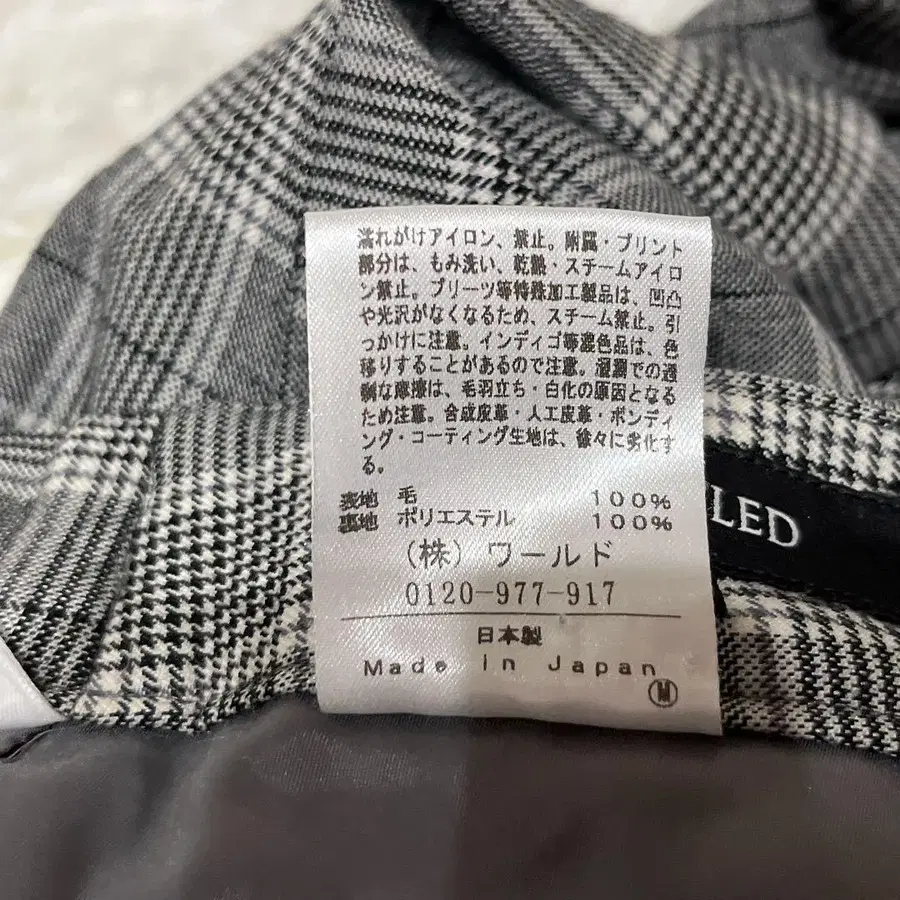 濡れがけアイロン、禁止。附属・プリント
部分は、もみ洗い、乾熱・スチームアイロ
ン禁止。プリーツ等特殊加工製品は、凹凸
や光沢がなくなるため、スチーム禁止。引
っかけに注意。インディゴ等濃色品は、色
移りすることがあるので注意。湿潤での過
剰な摩擦は、毛羽立ち・白化の原因となる
ため注意。合成皮革・人工皮革・ボンディ
ング・コーティング生地は、徐々に劣化す
る。
表地 毛 100%
裏地 ポリエステル 100%
(株) ワールド
0120-977-917
日本製
Made in Japan
M
LED